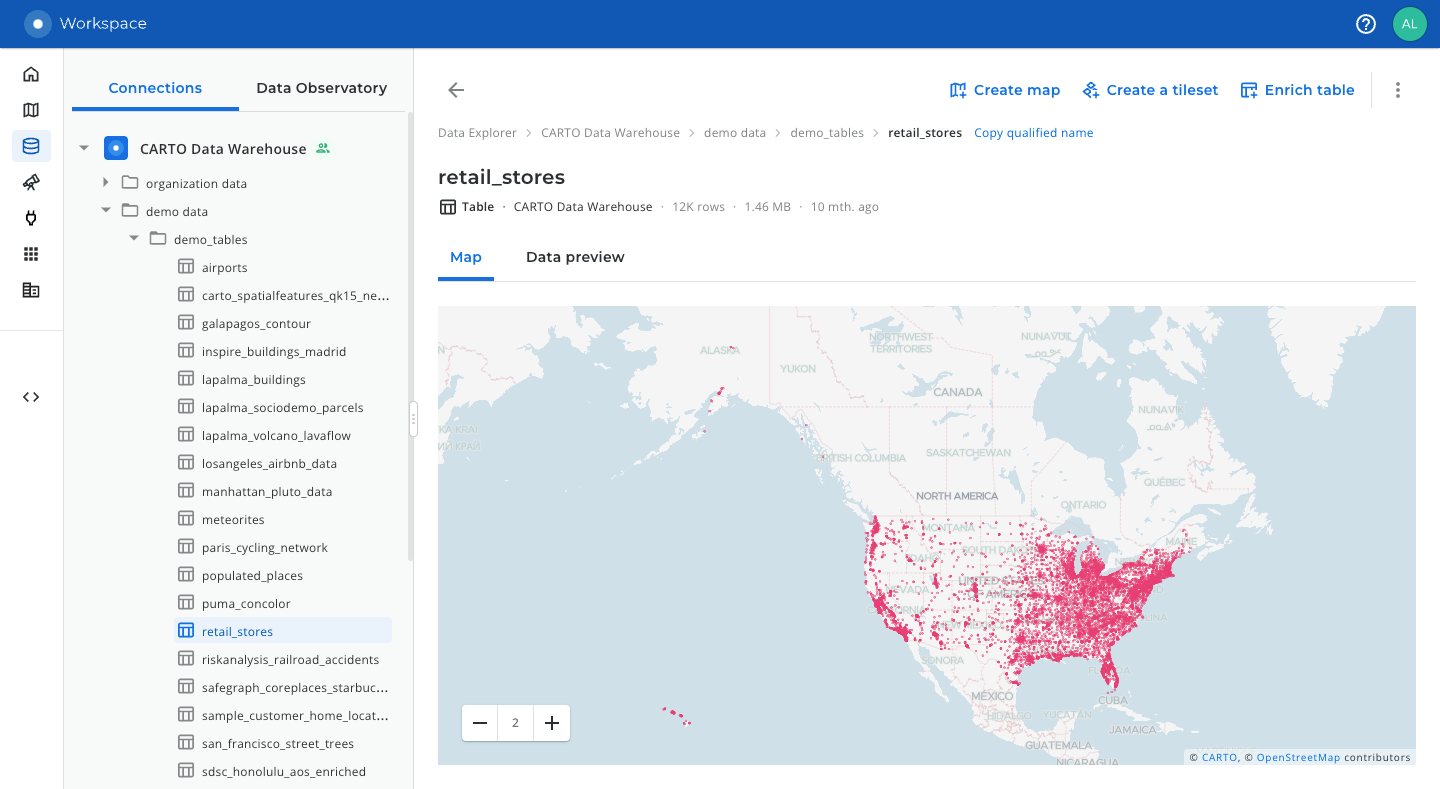 Workspace
AL
Connections
Data Observatory
CARTO Data Warehouse
organization data
demo data
demo_tables
airports
carto_spatialfeatures_qk15_ne...
galapagos_contour
inspire_buildings_madrid
lapalma_buildings
lapalma_sociodemo_parcels
lapalma_volcano_lavaflow
losangeles_airbnb_data
manhattan_pluto_data
meteorites
paris_cycling_network
populated_places
puma_concolor
retail_stores
riskanalysis_railroad_accidents
safegraph_coreplaces_starbuc...
sample_customer_home_locat...
san_francisco_street_trees
sdsc_honolulu_aos_enriched
Create map
Create a tileset
Enrich table
Data Explorer > CARTO Data Warehouse > demo data > demo_tables > retail_stores Copy qualified name
retail_stores
Table · CARTO Data Warehouse · 12K rows · 1.46 MB · 10 mth. ago
Map
Data preview
ALASKA
NORTHWEST
TERRITORIES
NUNAVUT
YUKON
CANADA
NUNAVIK
BRITISH COLUMBIA
SASKATCHEWAN
QUÉBEC
NORTH AMERICA
ONTARIO
MONTANA
MAINE
SOUTH DAKO
IDAHO
NEVADA
SONORA
MÉXICO
CUBA
HIDALGO
YUCATÁN
JAMAICA
GUATEMALA
NICARAGUA
2
© CARTO, © OpenStreetMap contributors